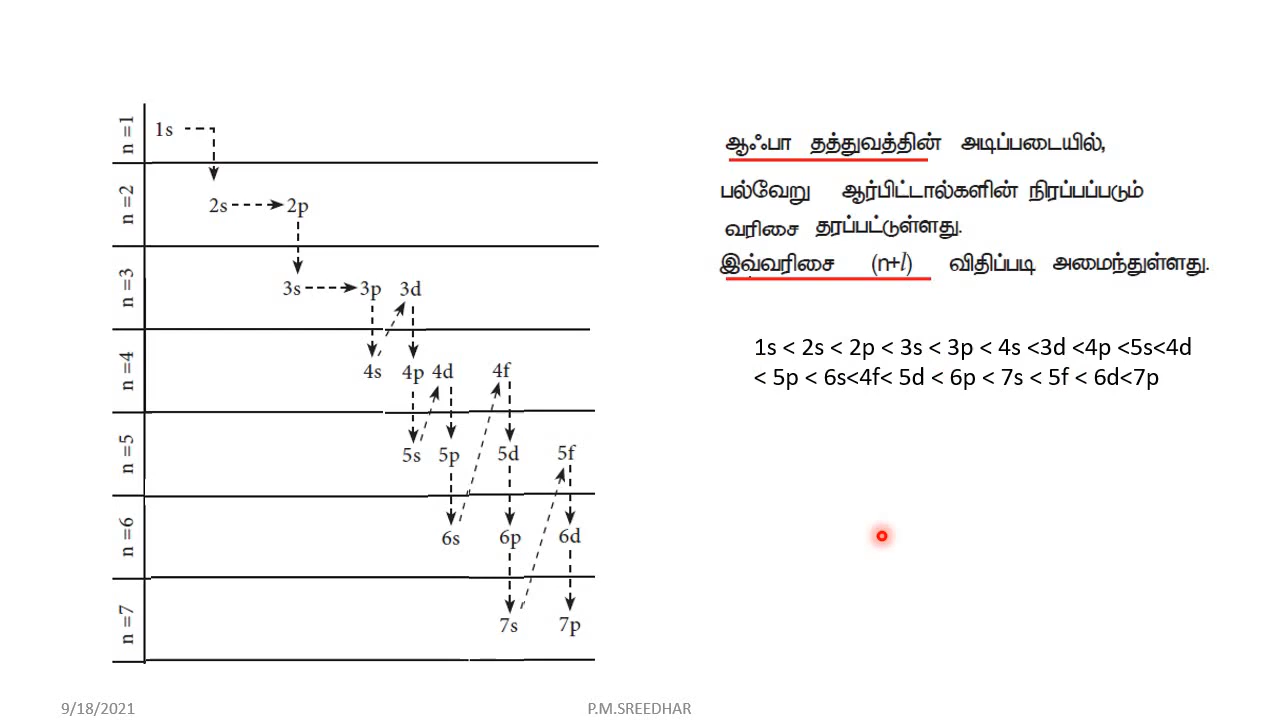 n =1
1s
n =2
2s 2p
n =3
3s 3p 3d
n =4
4s 4p 4d 4f
n =5
5s 5p 5d 5f
n =6
6s 6p 6d
n =7
7s 7p
ஆஃபா தத்துவத்தின் அடிப்படையில்,
பல்வேறு ஆர்பிட்டால்களின் நிரப்பப்படும்
வரிசை தரப்பட்டுள்ளது.
இவ்வரிசை (n+l) விதிப்படி அமைந்துள்ளது.
1s < 2s < 2p < 3s < 3p < 4s <3d <4p <5s<4d
< 5p < 6s<4f< 5d < 6p < 7s < 5f < 6d<7p
9/18/2021
P.M.SREEDHAR